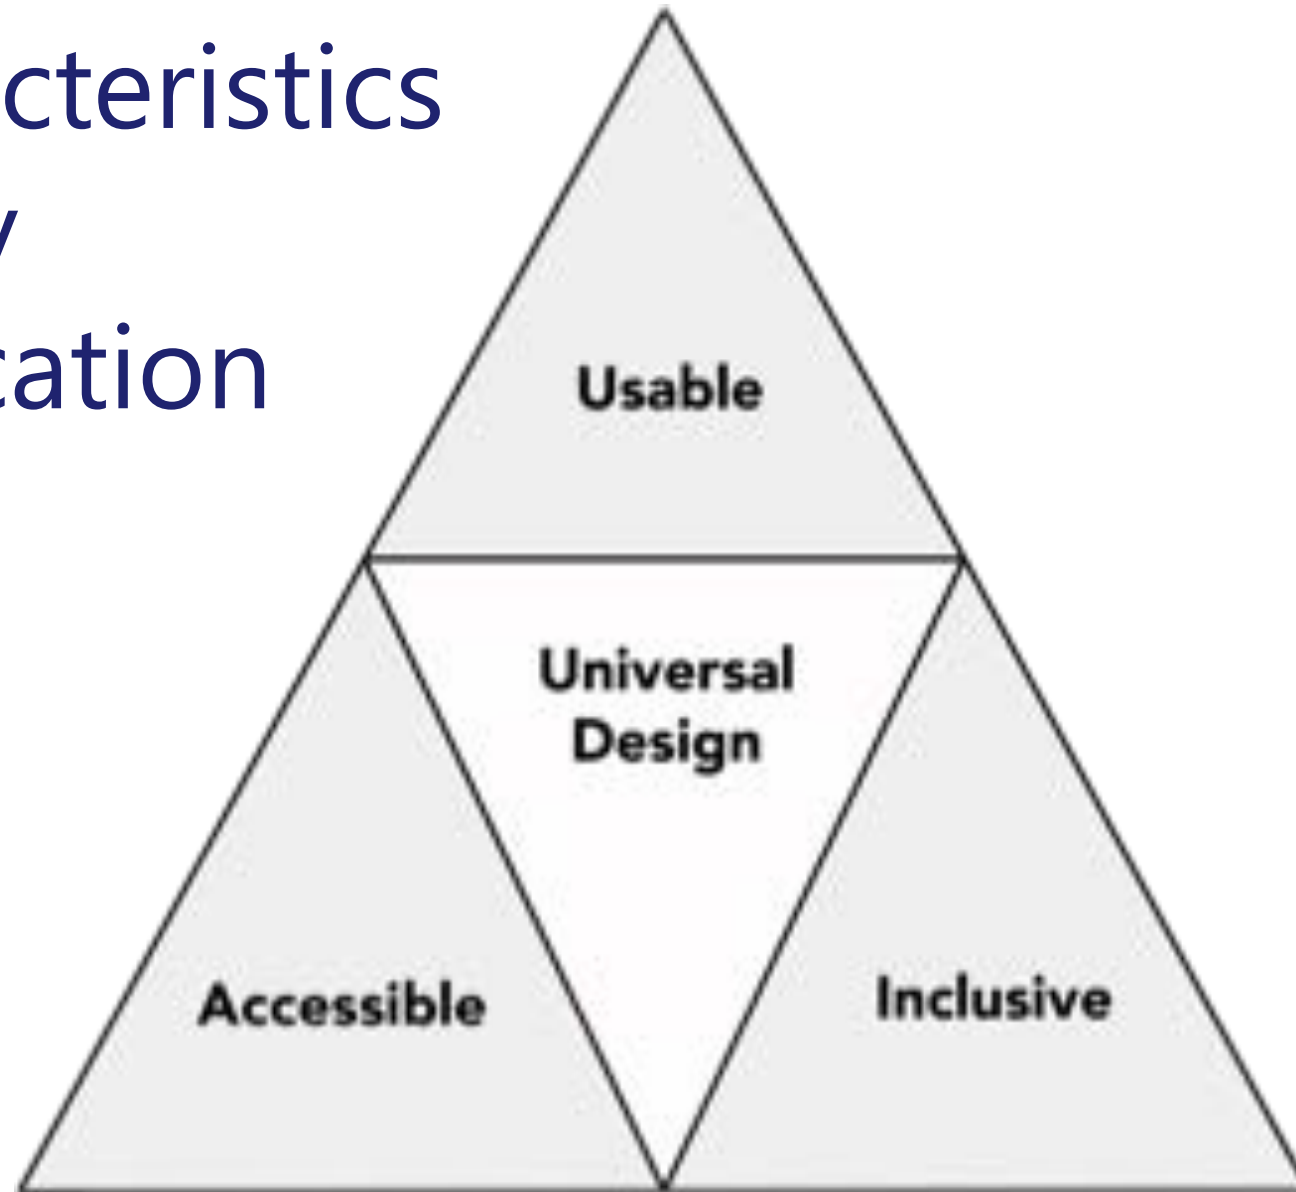 cteristics
y
cation
Usable
Universal
Design
Accessible
Inclusive